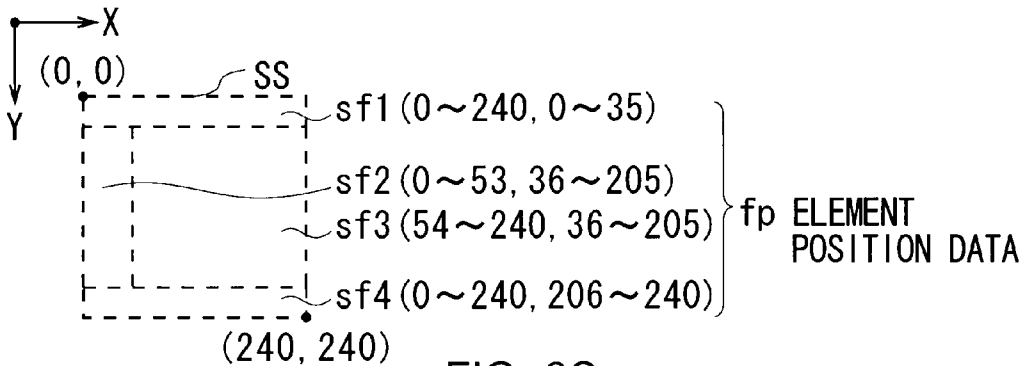 X
(0, 0)
SS
Y
sf1(0～240, 0～35)
sf2(0～53, 36～205)
sf3(54～240, 36～205)
fp ELEMENT
POSITION DATA
sf4(0～240, 206～240)
(240, 240)